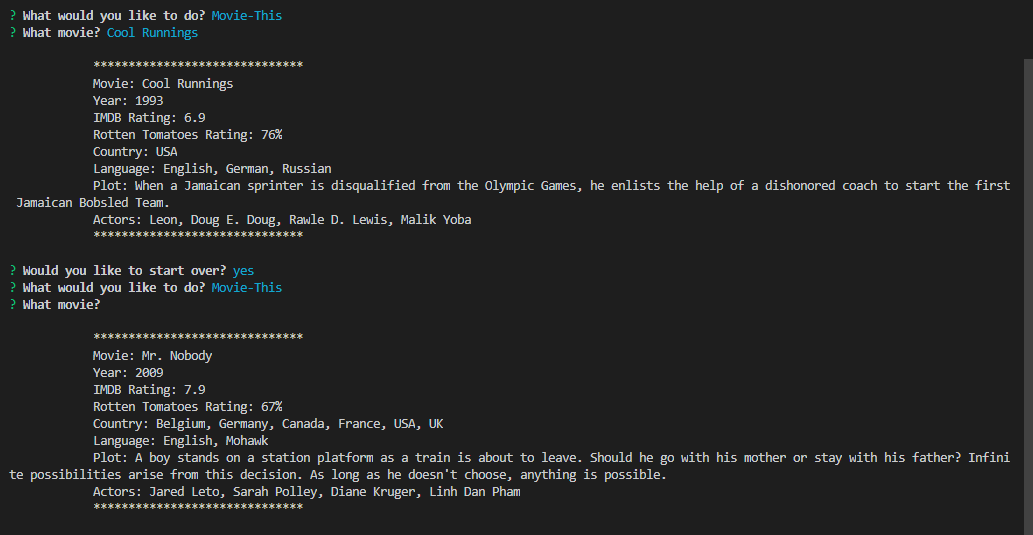 ? What would you like to do? Movie-This
? What movie? Cool Runnings
******************************
Movie: Cool Runnings
Year: 1993
IMDB Rating: 6.9
Rotten Tomatoes Rating: 76%
Country: USA
Language: English, German, Russian
Plot: When a Jamaican sprinter is disqualified from the Olympic Games, he enlists the help of a dishonored coach to start the first
Jamaican Bobsled Team.
Actors: Leon, Doug E. Doug, Rawle D. Lewis, Malik Yoba
******************************
? Would you like to start over? yes
? What would you like to do? Movie-This
? What movie?
******************************
Movie: Mr. Nobody
Year: 2009
IMDB Rating: 7.9
Rotten Tomatoes Rating: 67%
Country: Belgium, Germany, Canada, France, USA, UK
Language: English, Mohawk
Plot: A boy stands on a station platform as a train is about to leave. Should he go with his mother or stay with his father? Infini
te possibilities arise from this decision. As long as he doesn't choose, anything is possible.
Actors: Jared Leto, Sarah Polley, Diane Kruger, Linh Dan Pham
******************************